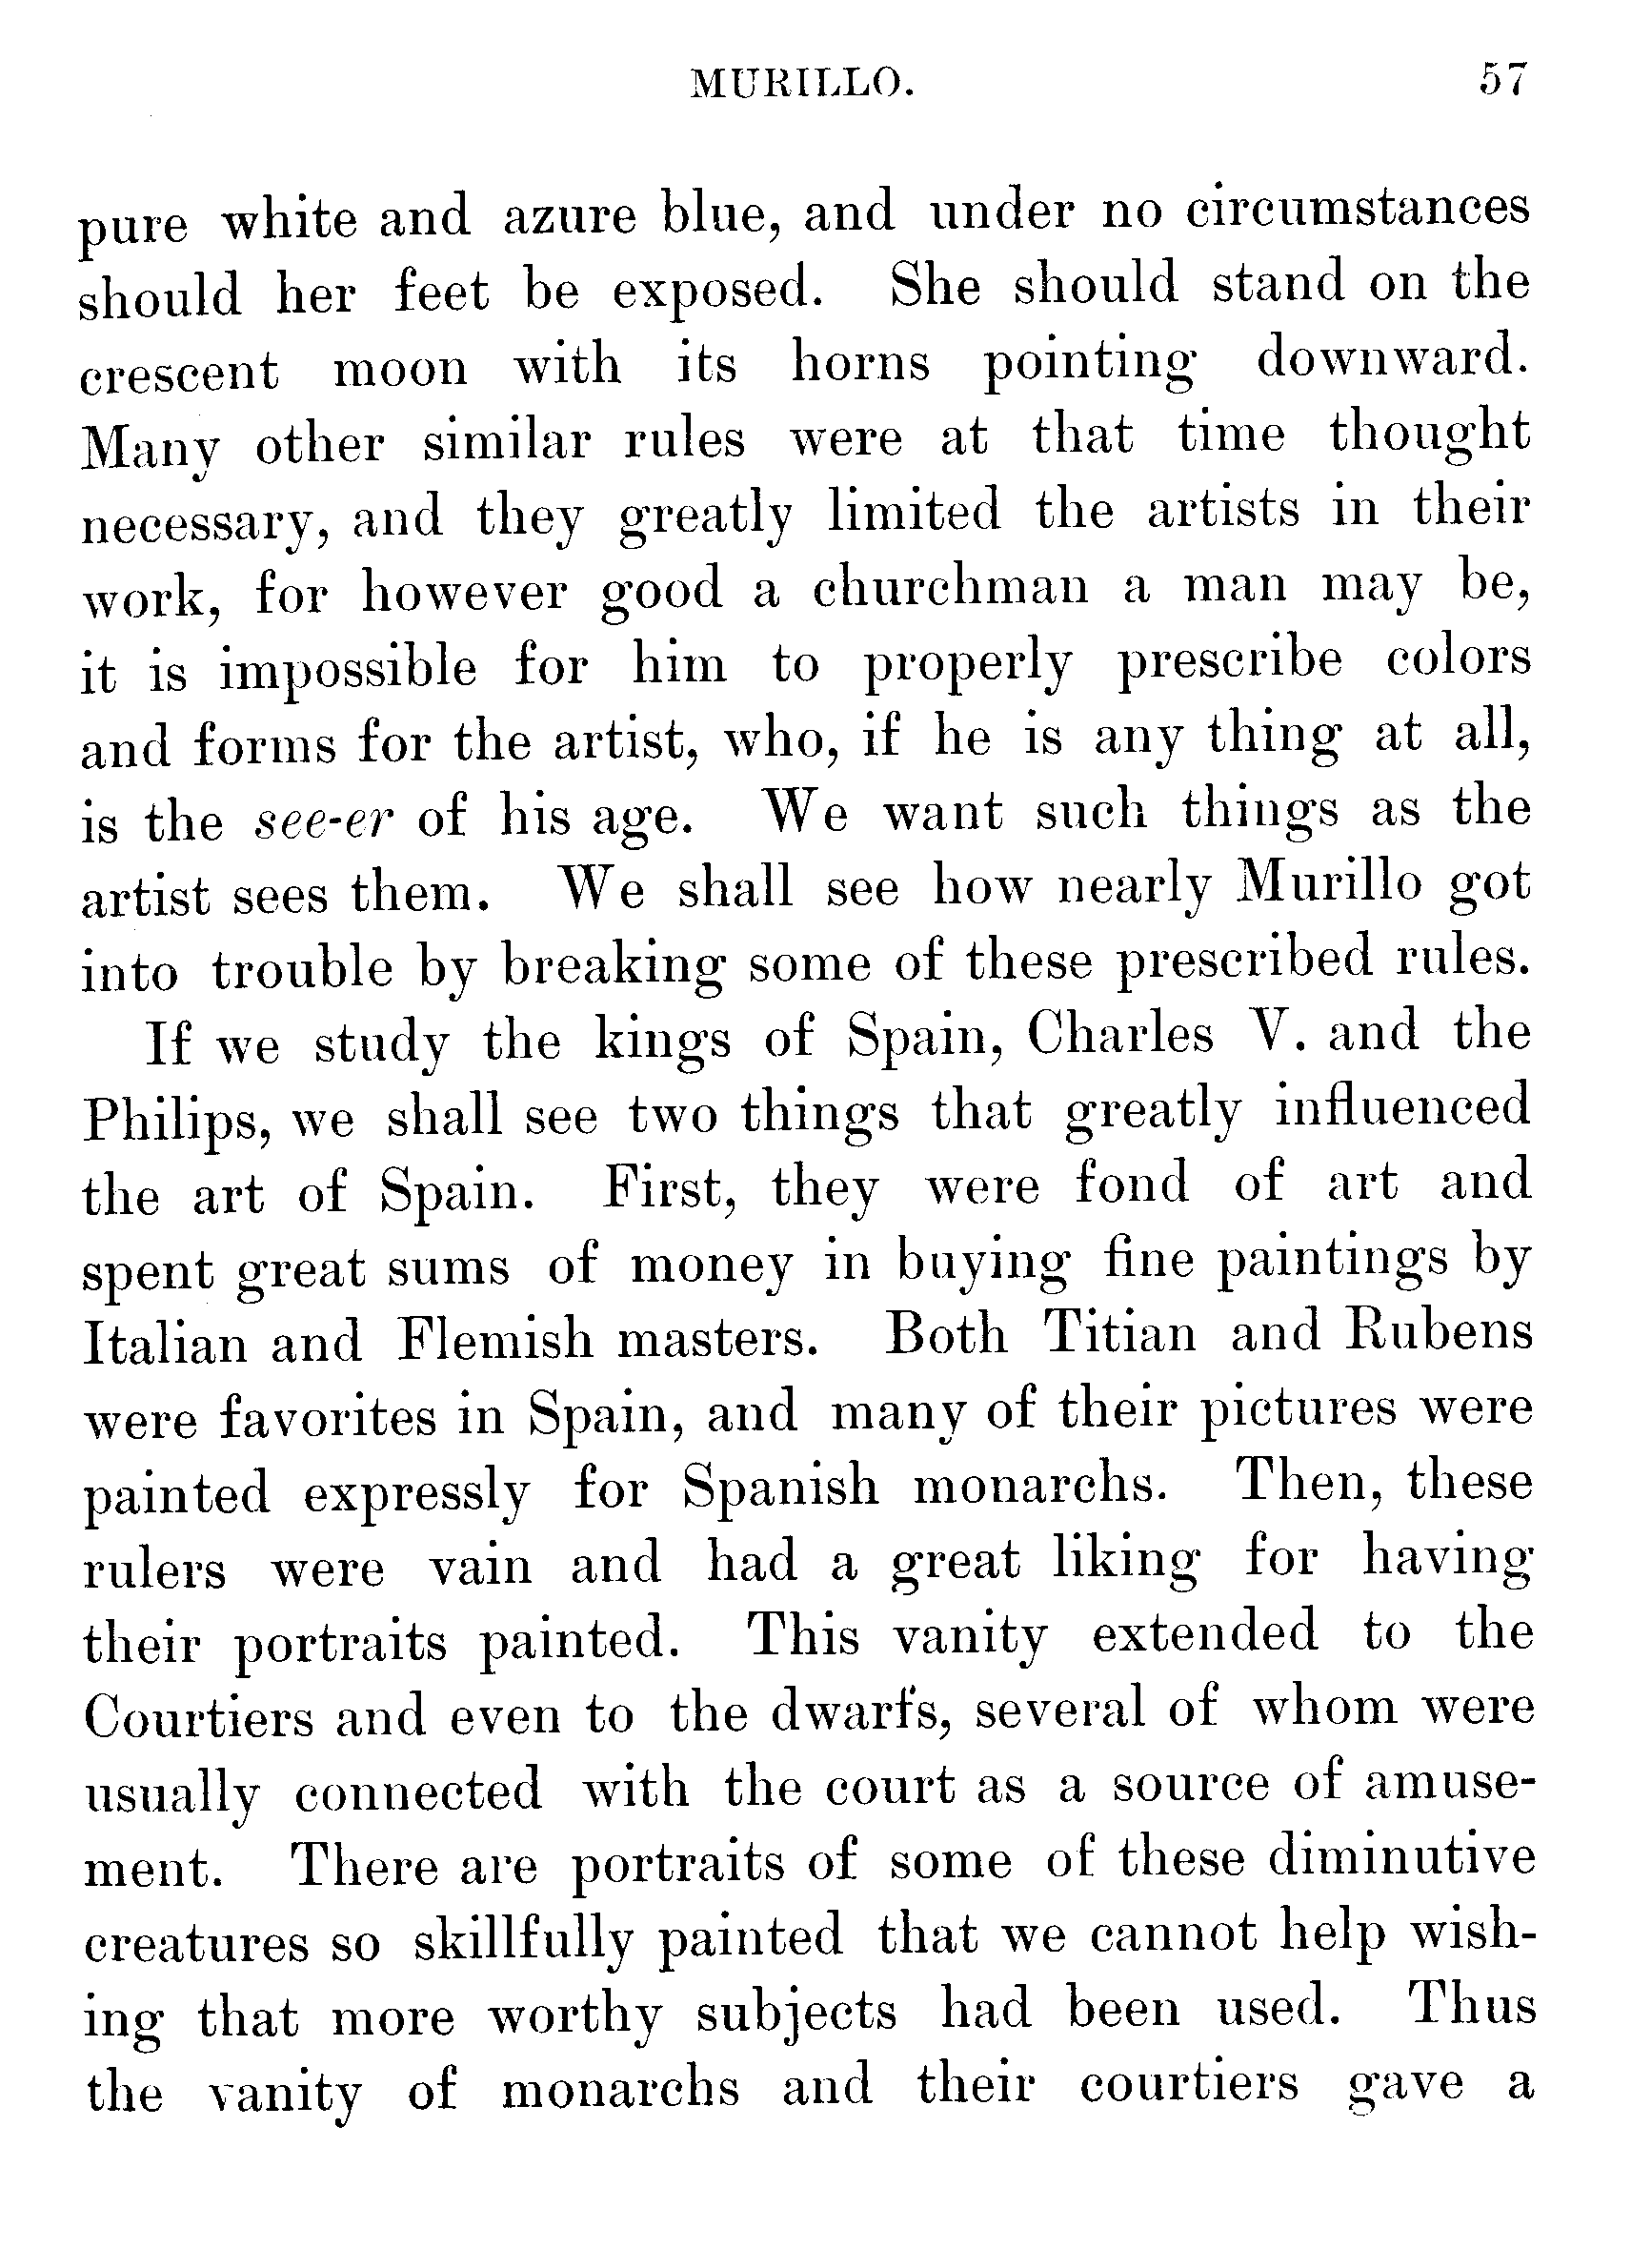 MURILLO. 57
pure white and azure blue, and under no circumstances
should her feet be exposed. She should stand on the
crescent moon with its horns pointing downward.
Many other similar rules were at that time thought
necessary, and they greatly limited the artists in their
work, for however good a churchman a man may be,
it is impossible for him to properly prescribe colors
and forms for the artist, who, if he is any thing at all,
is the see-er of his age. We want such things as the
artist sees them. We shall see how nearly Murillo got
into trouble by breaking some of these prescribed rules.
If we study the kings of Spain, Charles V. and the
Philips, we shall see two things that greatly influenced
the art of Spain. First, they were fond of art and
spent great sums of money in buying fine paintings by
Italian and Flemish masters. Both Titian and Rubens
were favorites in Spain, and many of their pictures were
painted expressly for Spanish monarchs. Then, these
rulers were vain and had a great liking for having
their portraits painted. This vanity extended to the
Courtiers and even to the dwarfs, several of whom were
usually connected with the court as a source of amuse-
ment. There are portraits of some of these diminutive
creatures so skillfully painted that we cannot help wish-
ing that more worthy subjects had been used. Thus
the vanity of monarchs and their courtiers gave a